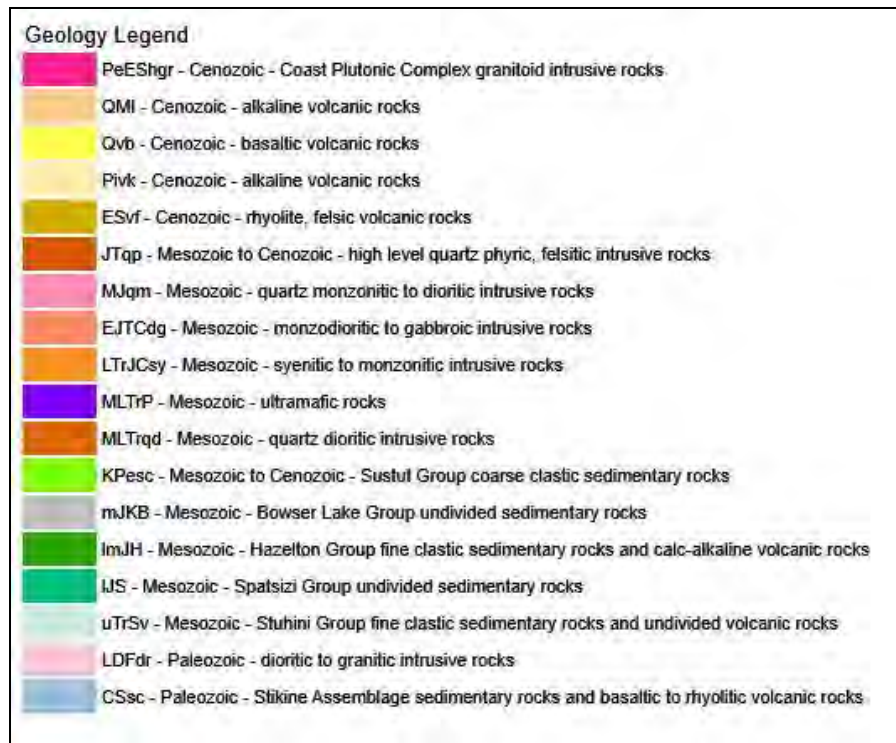 Geology Legend
PeEShgr - Cenozoic - Coast Plutonic Complex granitoid intrusive rocks
QMI - Cenozoic - alkaline volcanic rocks
Qvb - Cenozoic - basaltic volcanic rocks
Pivk - Cenozoic - alkaline volcanic rocks
ESvf - Cenozoic - rhyolite, felsic volcanic rocks
JTqp - Mesozoic to Cenozoic - high level quartz phyric, felsitic intrusive rocks
MJqm - Mesozoic - quartz monzonitic to dioritic intrusive rocks
EJTCdg - Mesozoic - monzodioritic to gabbroic intrusive rocks
LTrJCsy - Mesozoic - syenitic to monzonitic intrusive rocks
MLTrP - Mesozoic - ultramafic rocks
MLTrqd - Mesozoic - quartz dioritic intrusive rocks
KPesc - Mesozoic to Cenozoic - Sustut Group coarse clastic sedimentary rocks
mJKB - Mesozoic - Bowser Lake Group undivided sedimentary rocks
lmJH - Mesozoic - Hazelton Group fine clastic sedimentary rocks and calc-alkaline volcanic rocks
lJS - Mesozoic - Spatsizi Group undivided sedimentary rocks
uTrSv - Mesozoic - Stuhini Group fine clastic sedimentary rocks and undivided volcanic rocks
LDFdr - Paleozoic - dioritic to granitic intrusive rocks
CSsc - Paleozoic - Stikine Assemblage sedimentary rocks and basaltic to rhyolitic volcanic rocks